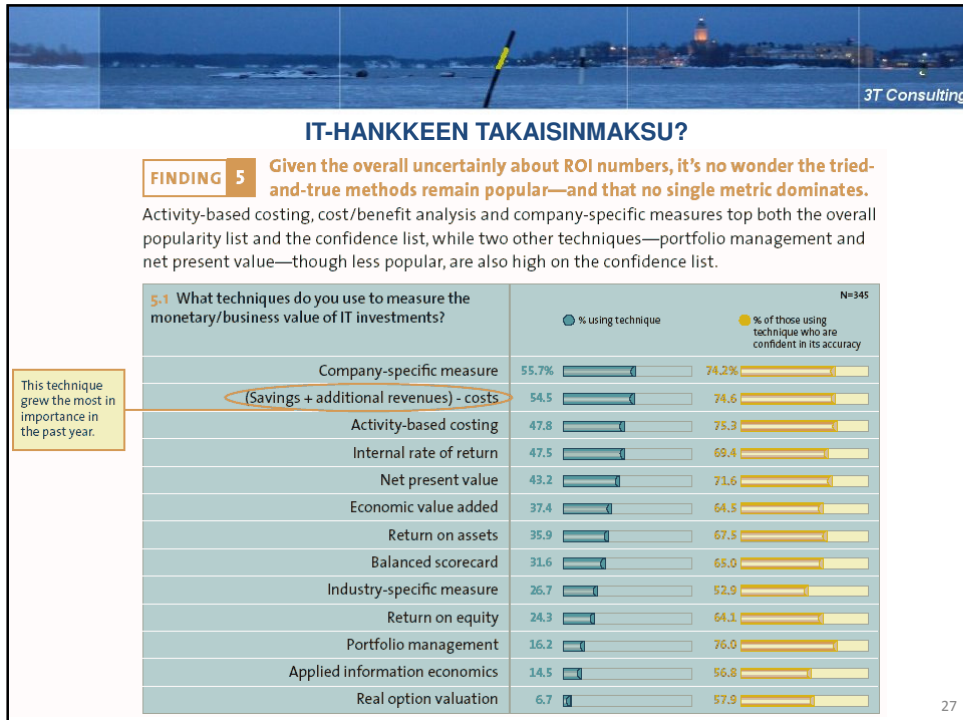 3T Consulting
IT-HANKKEEN TAKAISINMAKSU?
FINDING 5
Given the overall uncertainly about ROI numbers, it’s no wonder the tried-
and-true methods remain popular—and that no single metric dominates.
Activity-based costing, cost/benefit analysis and company-specific measures top both the overall
popularity list and the confidence list, while two other techniques—portfolio management and
net present value—though less popular, are also high on the confidence list.
5.1 What techniques do you use to measure the
monetary/business value of IT investments?
N=345
% using technique
% of those using
technique who are
confident in its accuracy
This technique
grew the most in
importance in
the past year.
Company-specific measure 55.7% 74.2%
(Savings + additional revenues) - costs 54.5 74.6
Activity-based costing 47.8 75.3
Internal rate of return 47.5 69.4
Net present value 43.2 71.6
Economic value added 37.4 64.5
Return on assets 35.9 67.5
Balanced scorecard 31.6 65.0
Industry-specific measure 26.7 52.9
Return on equity 24.3 64.1
Portfolio management 16.2 76.0
Applied information economics 14.5 56.8
Real option valuation 6.7 57.9
27